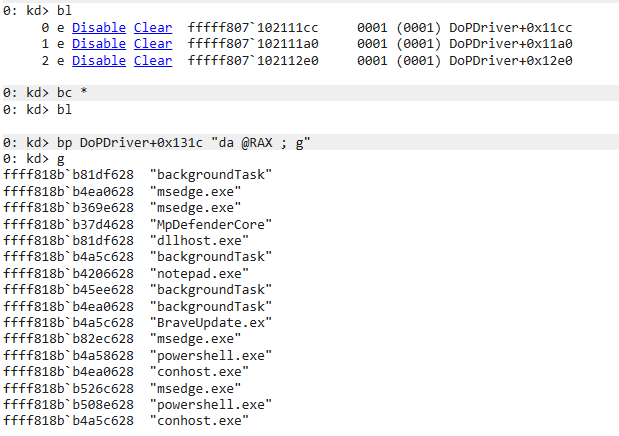 0: kd> bl
     0 e Disable Clear  fffff807`102111cc     0001 (0001) DoPDriver+0x11cc
     1 e Disable Clear  fffff807`102111a0     0001 (0001) DoPDriver+0x11a0
     2 e Disable Clear  fffff807`102112e0     0001 (0001) DoPDriver+0x12e0
0: kd> bc *
0: kd> bl
0: kd> bp DoPDriver+0x131c "da @RAX ; g"
0: kd> g
ffff818b`b81df628  "backgroundTask"
ffff818b`b4ea0628  "msedge.exe"
ffff818b`b369e628  "msedge.exe"
ffff818b`b37d4628  "MpDefenderCore"
ffff818b`b81df628  "dllhost.exe"
ffff818b`b4a5c628  "backgroundTask"
ffff818b`b4206628  "notepad.exe"
ffff818b`b45ee628  "backgroundTask"
ffff818b`b4ea0628  "backgroundTask"
ffff818b`b4a5c628  "BraveUpdate.ex"
ffff818b`b82ec628  "msedge.exe"
ffff818b`b4a58628  "powershell.exe"
ffff818b`b4ea0628  "conhost.exe"
ffff818b`b526c628  "msedge.exe"
ffff818b`b508e628  "powershell.exe"
ffff818b`b4a5c628  "conhost.exe"